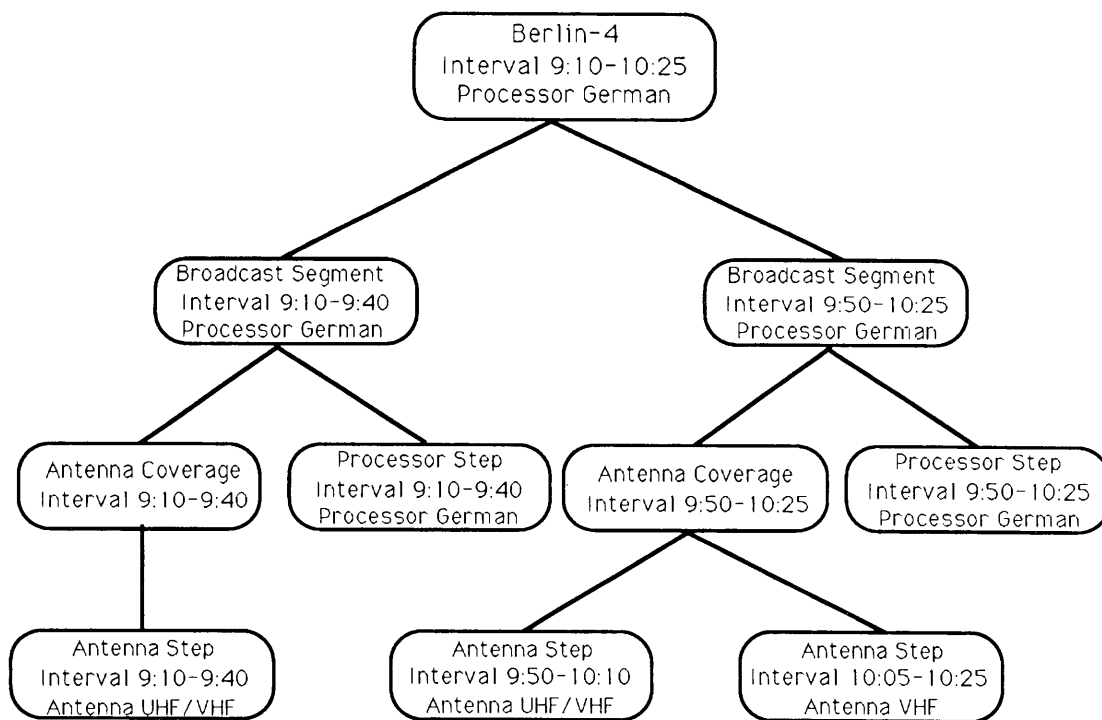 Berlin-4
Interval 9:10-10:25
Processor German
Broadcast Segment
Interval 9:10-9:40
Processor German
Broadcast Segment
Interval 9:50-10:25
Processor German
Antenna Coverage
Interval 9:10-9:40
Processor Step
Interval 9:10-9:40
Processor German
Antenna Coverage
Interval 9:50-10:25
Processor Step
Interval 9:50-10:25
Processor German
Antenna Step
Interval 9:10-9:40
Antenna UHF/VHF
Antenna Step
Interval 9:50-10:10
Antenna UHF/VHF
Antenna Step
Interval 10:05-10:25
Antenna VHF